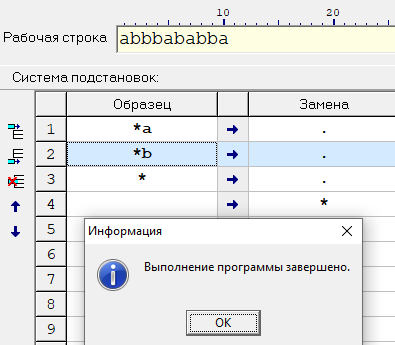 10 20
Рабочая строка abbbababba
Система подстановок:
Образец Замена
1 *a → .
2 *b → .
3 * → .
4 → *
5
6
7
8
9
Информация
Выполнение программы завершено.
OK